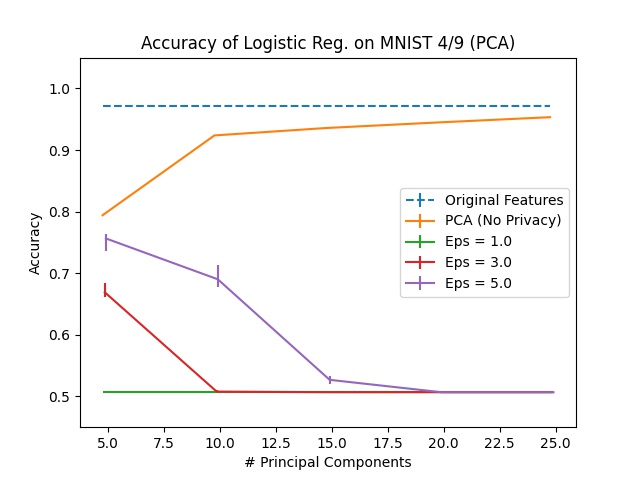 Accuracy of Logistic Reg. on MNIST 4/9 (PCA)
1.0
0.9
0.8
0.7
0.6
0.5
Accuracy
Original Features
PCA (No Privacy)
Eps = 1.0
Eps = 3.0
Eps = 5.0
5.0 7.5 10.0 12.5 15.0 17.5 20.0 22.5 25.0
# Principal Components